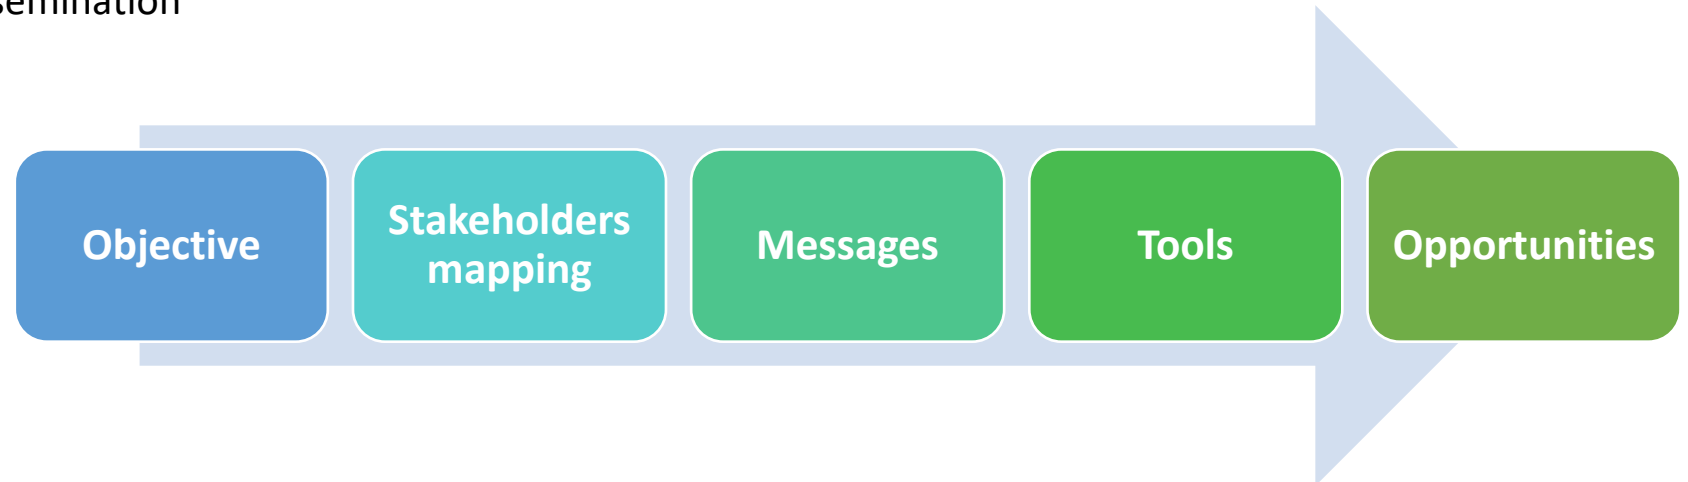 Objective
Stakeholders
mapping
Messages
Tools
Opportunities